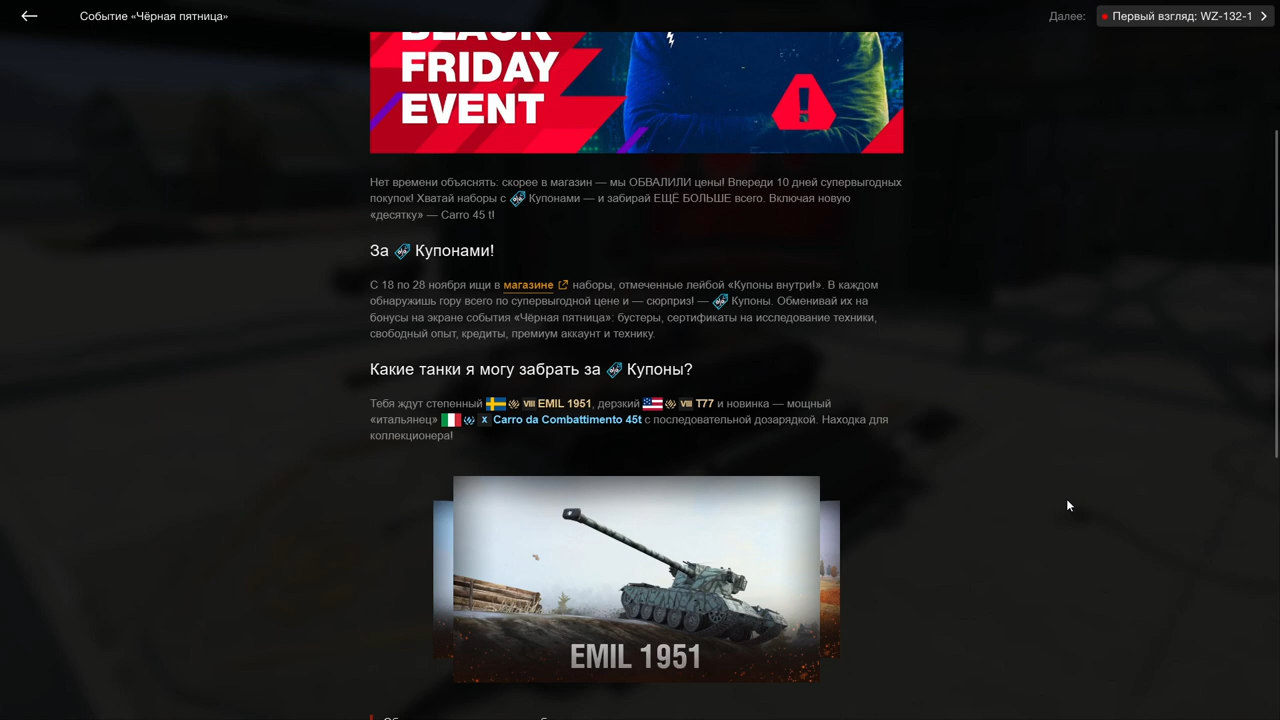 Событие «Чёрная пятница»
Далее:
Первый взгляд: WZ-132-1
BLACK
FRIDAY
EVENT
Нет времени объяснять: скорее в магазин — мы ОБВАЛИЛИ цены! Впереди 10 дней супервыгодных
покупок! Хватай наборы с Купонами — и забирай ЕЩЁ БОЛЬШЕ всего. Включая новую
«десятку» — Carro 45 t!
За Купонами!
С 18 по 28 ноября ищи в магазине наборы, отмеченные лейбой «Купоны внутри!». В каждом
обнаружишь гору всего по супервыгодной цене и — сюрприз! — Купоны. Обменивай их на
бонусы на экране события «Чёрная пятница»: бустеры, сертификаты на исследование техники,
свободный опыт, кредиты, премиум аккаунт и технику.
Какие танки я могу забрать за Купоны?
Тебя ждут степенный VIII EMIL 1951, дерзкий VIII T77 и новинка — мощный
«итальянец» X Carro da Combattimento 45t с последовательной дозарядкой. Находка для
коллекционера!
EMIL 1951